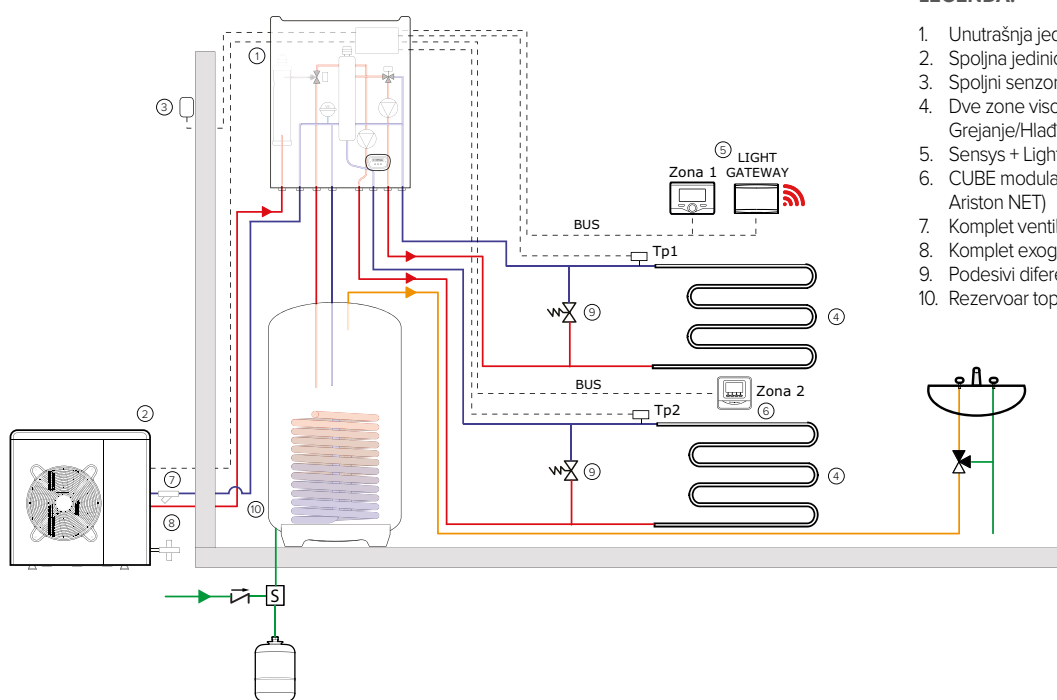 LEGENDA:
1. Unutrašnja jed
2. Spoljna jedinic
3. Spoljni senzor
4. Dve zone viso
Grejanje/Hlađ
5. Sensys + Light
6. CUBE modula
Ariston NET)
7. Komplet ventil
8. Komplet exog
9. Podesivi difere
10. Rezervoar top
1
3
5
LIGHT
Zona 1 GATEWAY
BUS
Tp1
9
4
BUS
Zona 2
6
Tp2
9
4
2
7
8
10
S